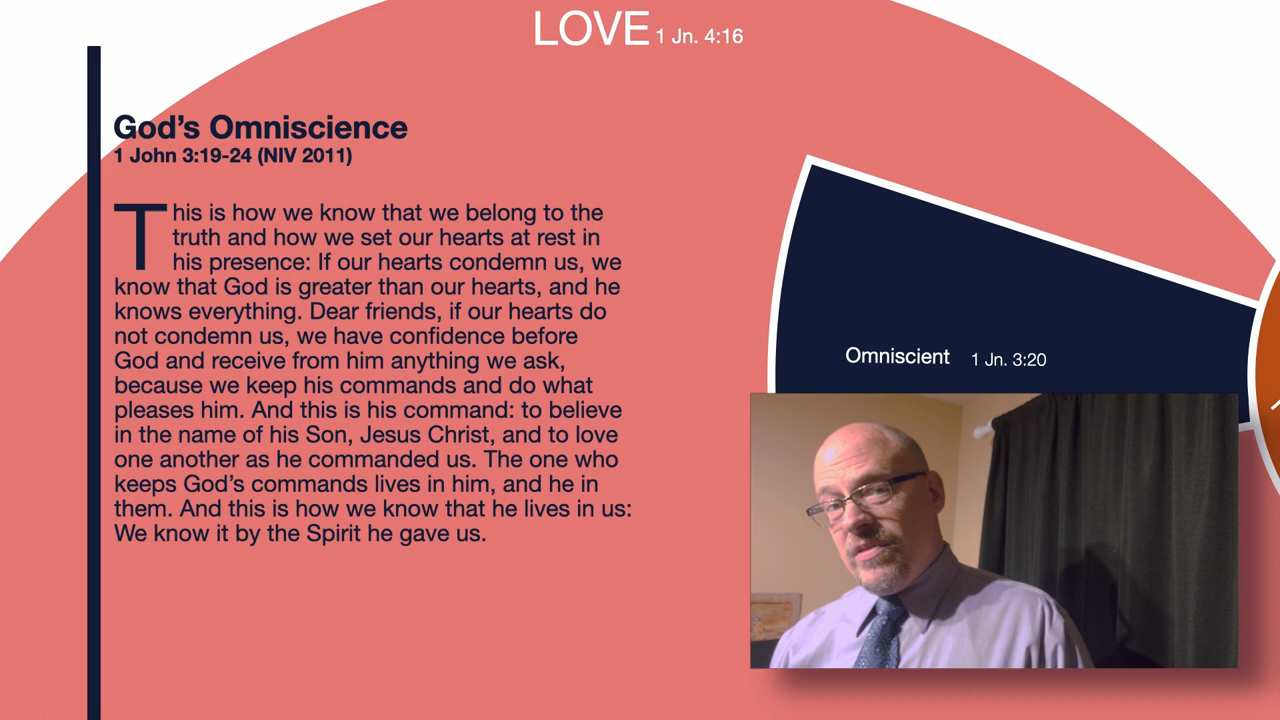 LOVE 1 Jn. 4:16
God’s Omniscience
1 John 3:19-24 (NIV 2011)
This is how we know that we belong to the
truth and how we set our hearts at rest in
his presence: If our hearts condemn us, we
know that God is greater than our hearts, and he
knows everything. Dear friends, if our hearts do
not condemn us, we have confidence before
God and receive from him anything we ask,
because we keep his commands and do what
pleases him. And this is his command: to believe
in the name of his Son, Jesus Christ, and to love
one another as he commanded us. The one who
keeps God’s commands lives in him, and he in
them. And this is how we know that he lives in us:
We know it by the Spirit he gave us.
Omniscient 1 Jn. 3:20